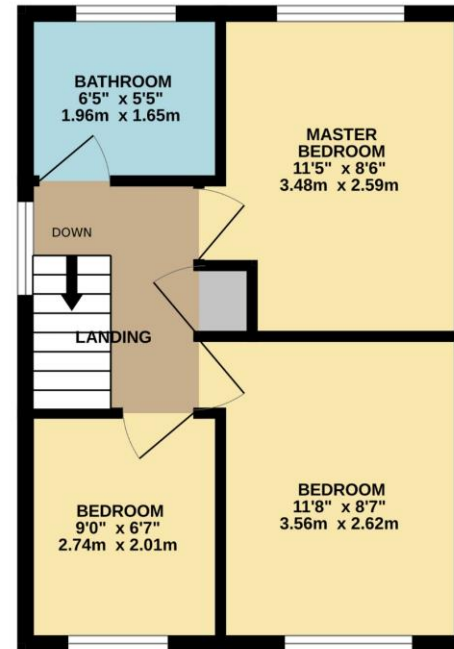 BATHROOM
6'5" x 5'5"
1.96m x 1.65m
MASTER
BEDROOM
11'5" x 8'6"
3.48m x 2.59m
DOWN
LANDING
BEDROOM
9'0" x 6'7"
2.74m x 2.01m
BEDROOM
11'8" x 8'7"
3.56m x 2.62m